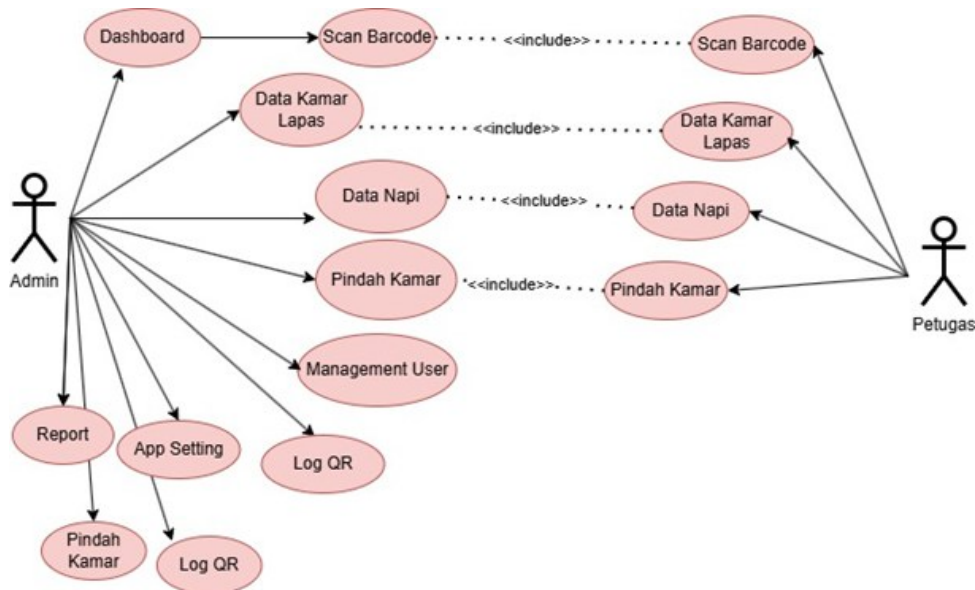 Dashboard
Scan Barcode
<<include>>
Scan Barcode
Data Kamar
Lapas
<<include>>
Data Kamar
Lapas
Data Napi
<<include>>
Data Napi
Admin
Pindah Kamar
<<include>>
Pindah Kamar
Petugas
Management User
Report
App Setting
Log QR
Pindah
Kamar
Log QR